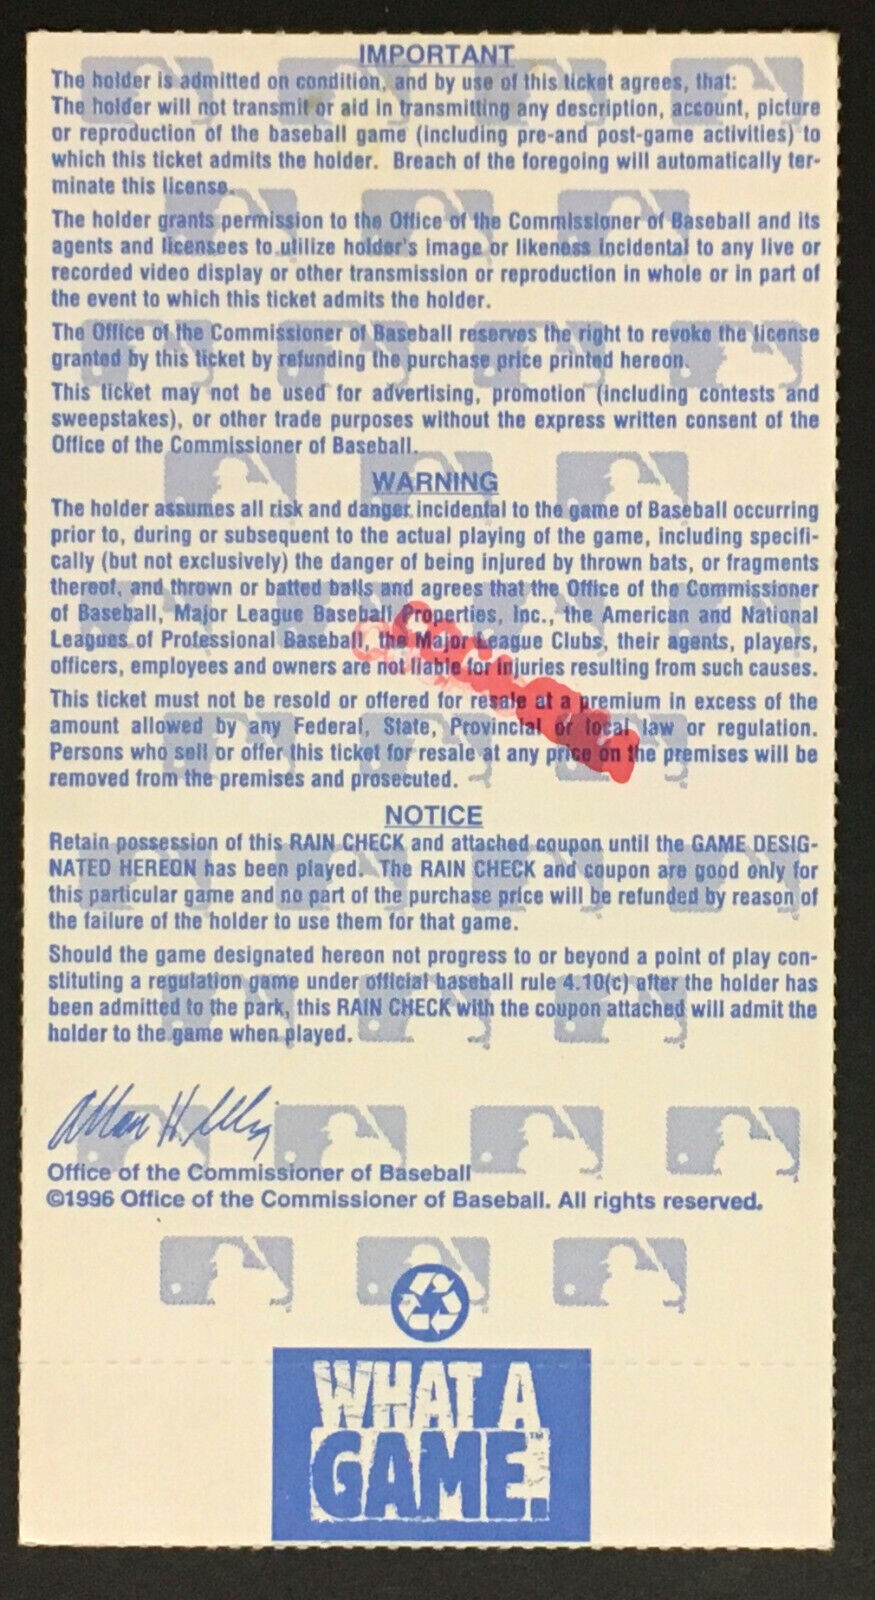 IMPORTANT
The holder is admitted on condition, and by use of this ticket agrees, that:
The holder will not transmit or aid in transmitting any description, account, picture
or reproduction of the baseball game (including pre-and post-game activities) to
which this ticket admits the holder. Breach of the foregoing will automatically ter-
minate this license.
The holder grants permission to the Office of the Commissioner of Baseball and its
agents and licensees to utilize holder's image or likeness incidental to any live or
recorded video display or other transmission or reproduction in whole or in part of
the event to which this ticket admits the holder.
The Office of the Commissioner of Baseball reserves the right to revoke the license
granted by this ticket by refunding the purchase price printed hereon.
This ticket may not be used for advertising, promotion (including contests and
sweepstakes), or other trade purposes without the express written consent of the
Office of the Commissioner of Baseball.
WARNING
The holder assumes all risk and danger incidental to the game of Baseball occurring
prior to, during or subsequent to the actual playing of the game, including specifi-
cally (but not exclusively) the danger of being injured by thrown bats, or fragments
thereof, and thrown or batted balls and agrees that the Office of the Commissioner
of Baseball, Major League Baseball Properties, Inc., the American and National
Leagues of Professional Baseball, the Major League Clubs, their agents, players,
officers, employees and owners are not liable for injuries resulting from such causes.
This ticket must not be resold or offered for resale at a premium in excess of the
amount allowed by any Federal, State, Provincial or local law or regulation.
Persons who sell or offer this ticket for resale at any price on the premises will be
removed from the premises and prosecuted.
NOTICE
Retain possession of this RAIN CHECK and attached coupon until the GAME DESIG-
NATED HEREON has been played. The RAIN CHECK and coupon are good only for
this particular game and no part of the purchase price will be refunded by reason of
the failure of the holder to use them for that game.
Should the game designated hereon not progress to or beyond a point of play con-
stituting a regulation game under official baseball rule 4.10(c) after the holder has
been admitted to the park, this RAIN CHECK with the coupon attached will admit the
holder to the game when played.
Allan H. Selig
Office of the Commissioner of Baseball
©1996 Office of the Commissioner of Baseball. All rights reserved.
WHAT A
GAME.™